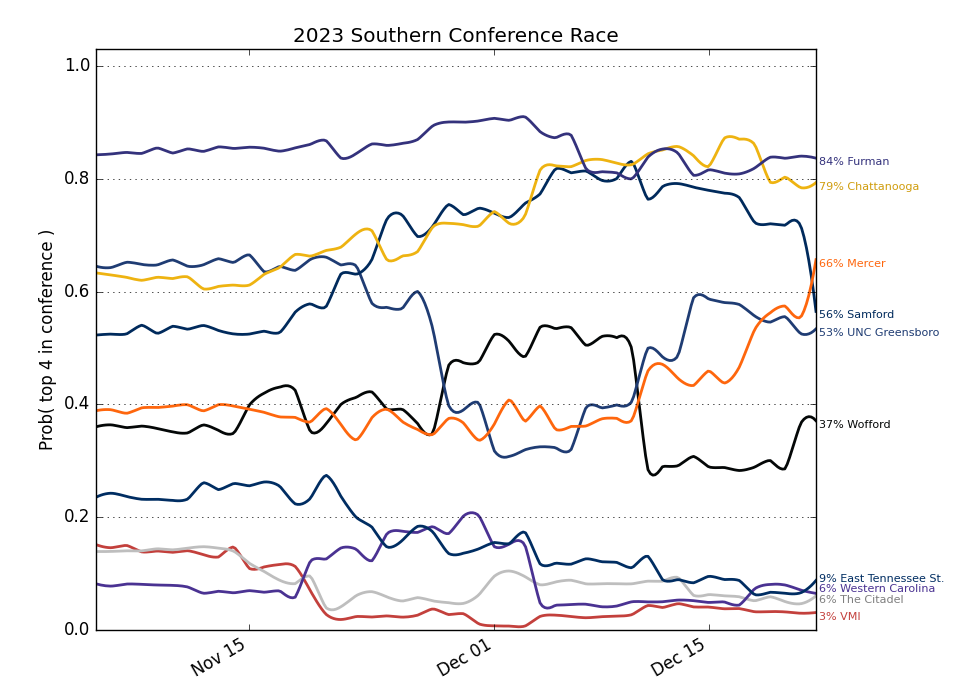 2023 Southern Conference Race
Prob( top 4 in conference )
1.0
0.8
0.6
0.4
0.2
0.0
Nov 15
Dec 01
Dec 15
84% Furman
79% Chattanooga
66% Mercer
56% Samford
53% UNC Greensboro
37% Wofford
9% East Tennessee St.
6% Western Carolina
6% The Citadel
3% VMI